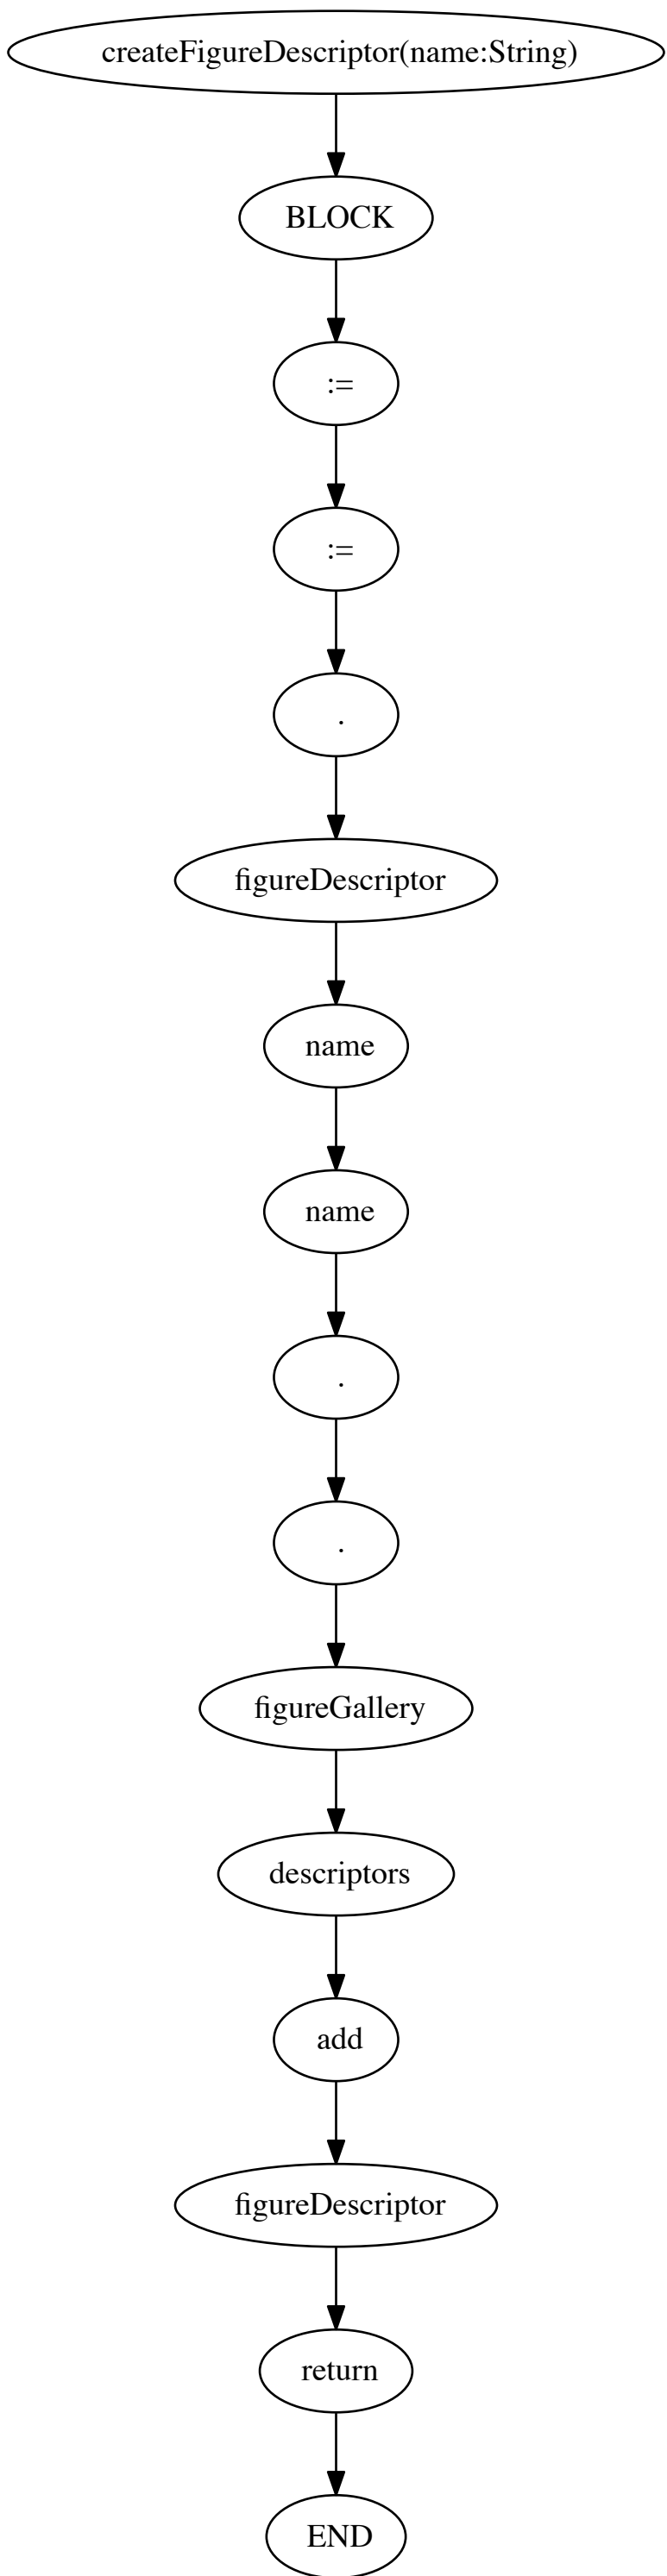 createFigureDescriptor(name:String)
BLOCK
:=
:=
.
figureDescriptor
name
name
.
.
figureGallery
descriptors
add
figureDescriptor
return
END